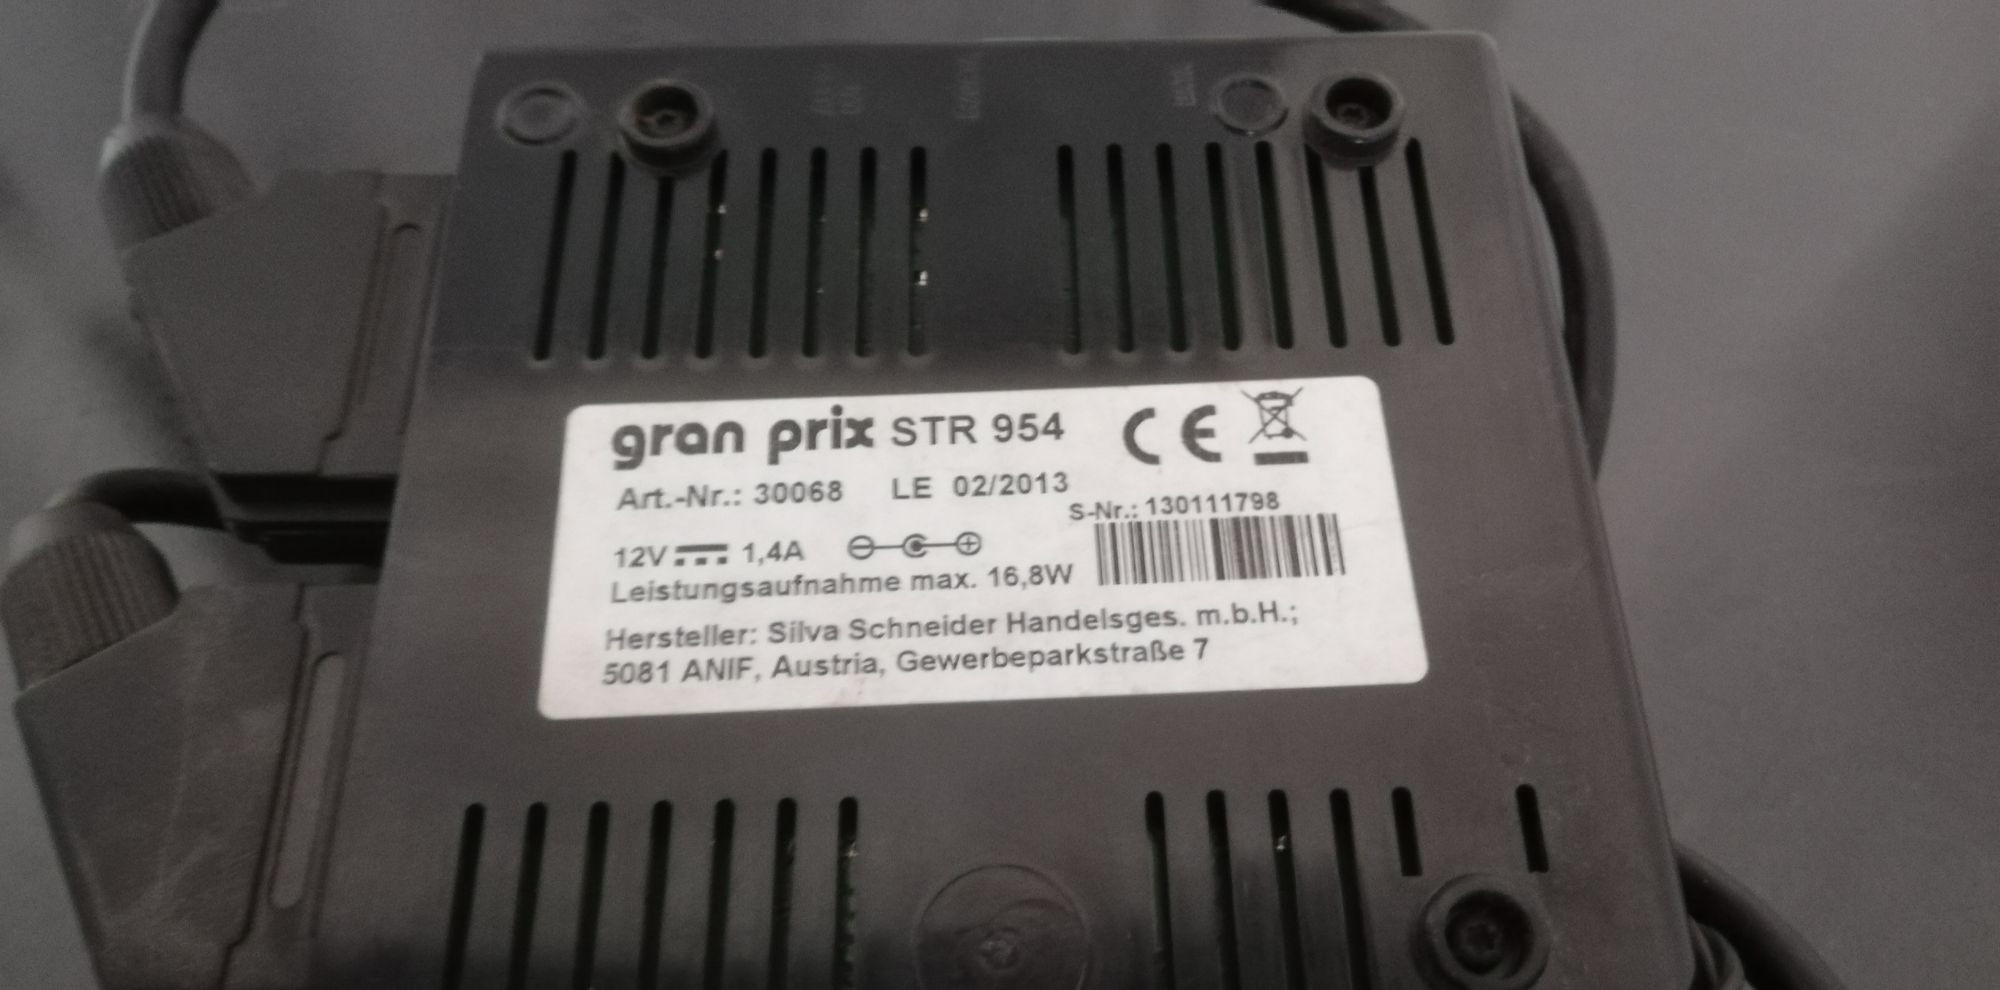 gran prix STR 954
Art.-Nr.: 30068 LE 02/2013
S-Nr.: 130111798
12V 1,4A
Leistungsaufnahme max. 16,8W
Hersteller: Silva Schneider Handelsges. m.b.H.;
5081 ANIF, Austria, Gewerbeparkstraße 7